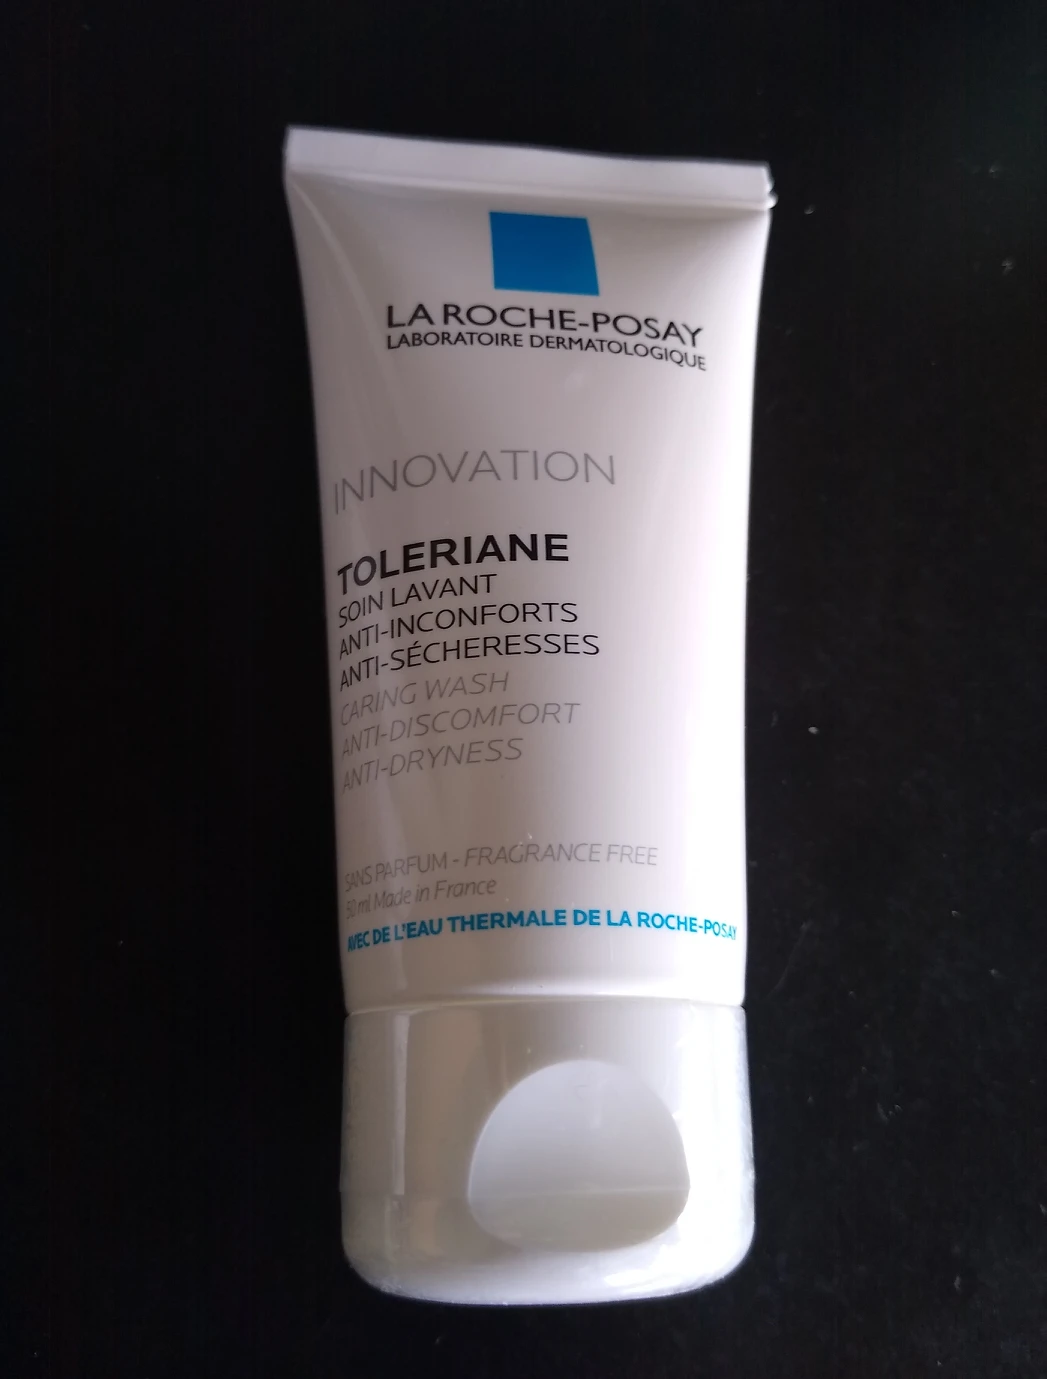 LA ROCHE-POSAY
LABORATOIRE DERMATOLOGIQUE
INNOVATION
TOLERIANE
SOIN LAVANT
ANTI-INCONFORTS
ANTI-SÉCHERESSES
CARING WASH
ANTI-DISCOMFORT
ANTI-DRYNESS
SANS PARFUM - FRAGRANCE FREE
50 ml Made in France
AVEC DE L'EAU THERMALE DE LA ROCHE-POSAY